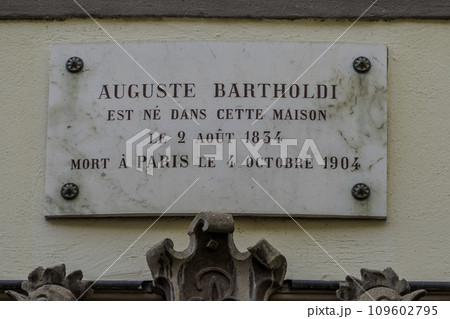 AUGUSTE BARTHOLDI
EST NÉ DANS CETTE MAISON
LE 2 AOÛT 1834
MORT À PARIS LE 4 OCTOBRE 1904
PIXTA
109602795